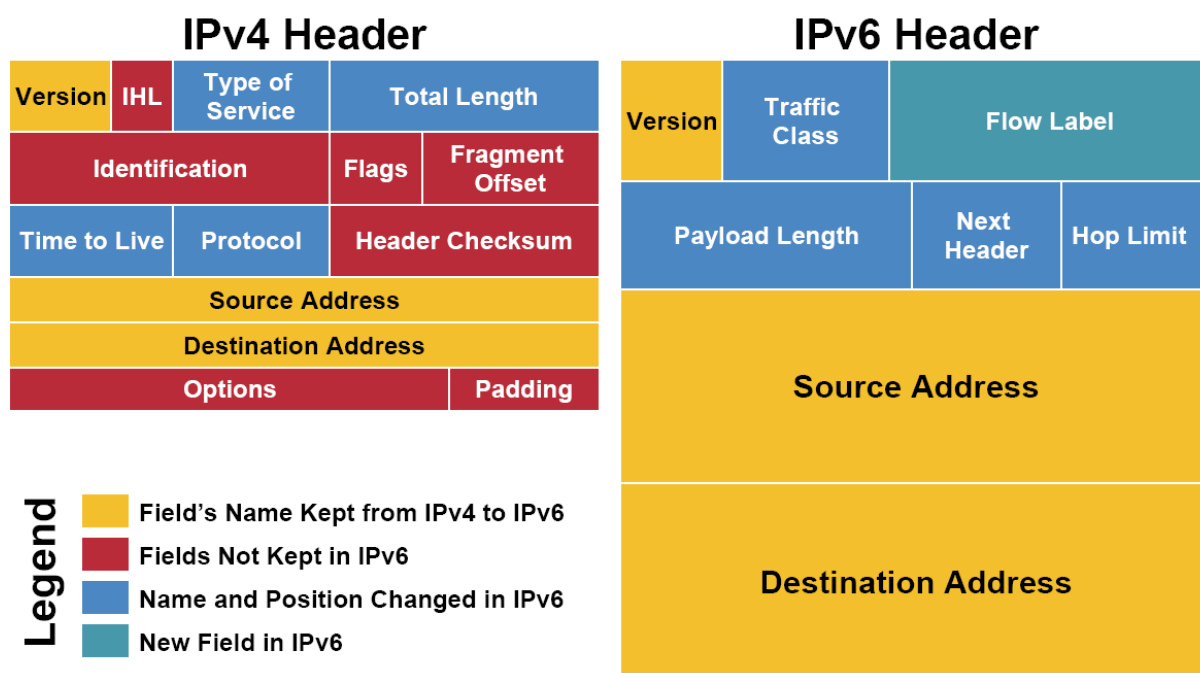 IPv4 Header
Version
IHL
Type of
Service
Total Length
Identification
Flags
Fragment
Offset
Time to Live
Protocol
Header Checksum
Source Address
Destination Address
Options
Padding
IPv6 Header
Version
Traffic
Class
Flow Label
Payload Length
Next
Header
Hop Limit
Source Address
Destination Address
Legend
Field’s Name Kept from IPv4 to IPv6
Fields Not Kept in IPv6
Name and Position Changed in IPv6
New Field in IPv6